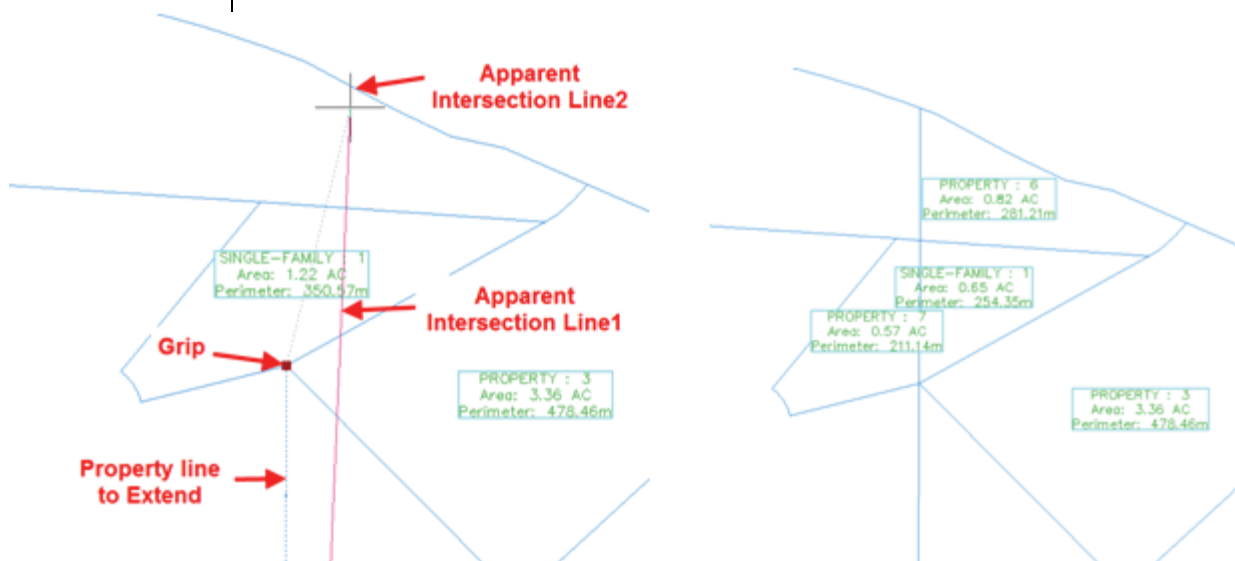 Apparent
Intersection Line2
SINGLE-FAMILY 1
Area: 1.22 AC
Perimeter: 350.57m
Apparent
Intersection Line1
Grip
PROPERTY : 3
Area: 3.36 AC
Perimeter: 478.46m
Property line
to Extend
PROPERTY : 6
Area: 0.82 AC
Perimeter: 281.21m
SINGLE-FAMILY : 1
Area: 0.65 AC
Perimeter: 254.35m
PROPERTY : 7
Area: 0.57 AC
Perimeter: 211.14m
PROPERTY : 3
Area: 3.36 AC
Perimeter: 478.46m